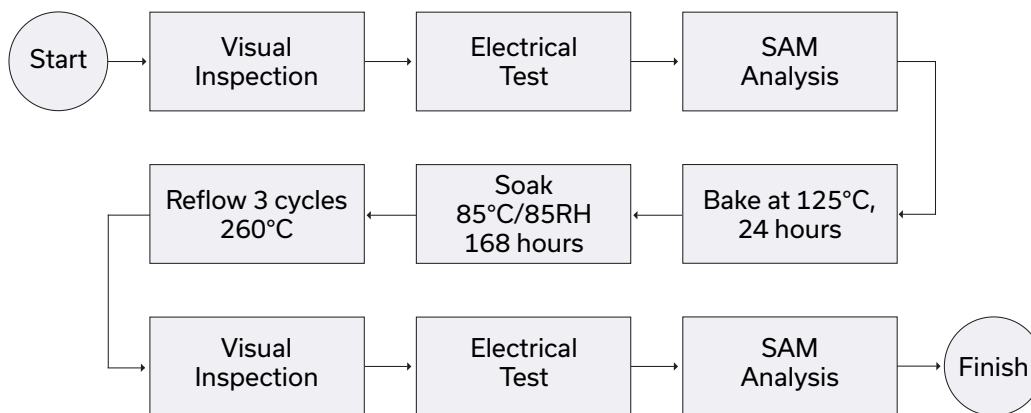 Start
Visual
Inspection
Electrical
Test
SAM
Analysis
Bake at 125°C,
24 hours
Soak
85°C/85RH
168 hours
Reflow 3 cycles
260°C
Visual
Inspection
Electrical
Test
SAM
Analysis
Finish